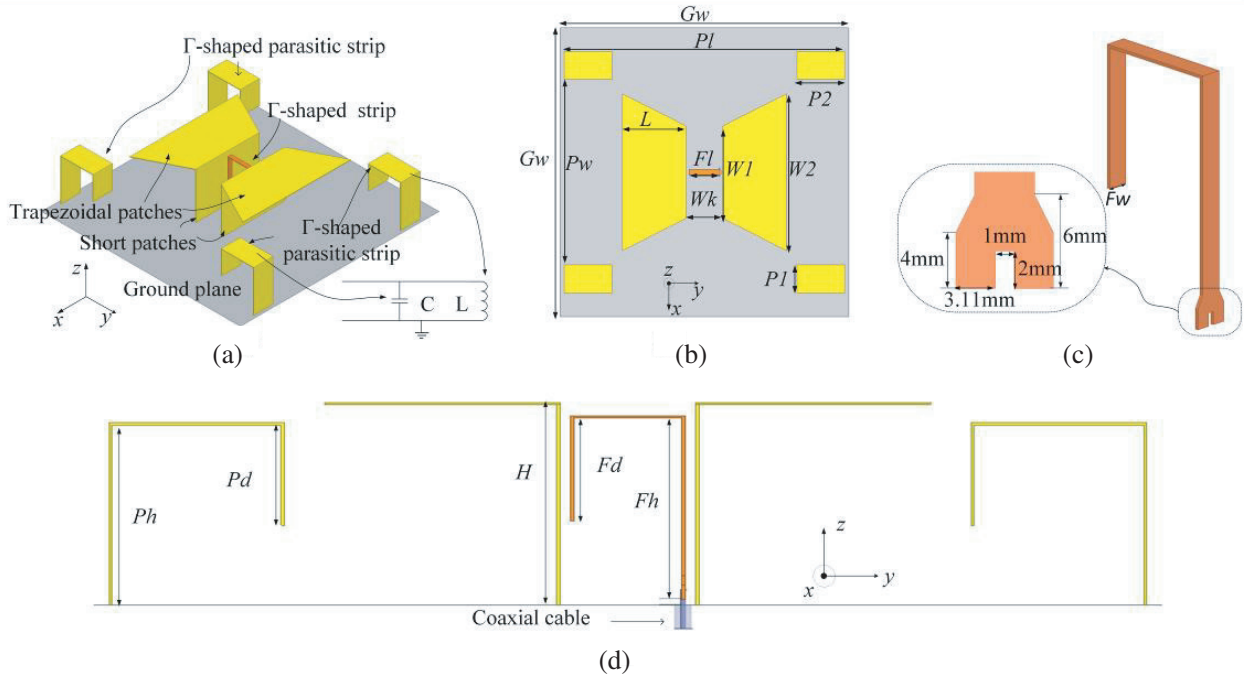 Γ-shaped parasitic strip
Γ-shaped strip
Trapezoidal patches
Short patches
Γ-shaped
parasitic strip
Ground plane
z
x
y
C L
(a)
Gw
Pl
P2
L
Gw
Pw
Fl
W1
W2
Wk
P1
z
y
x
(b)
Fw
1mm
6mm
4mm
2mm
3.11mm
(c)
Ph
Pd
H
Fd
Fh
z
x
y
Coaxial cable
(d)